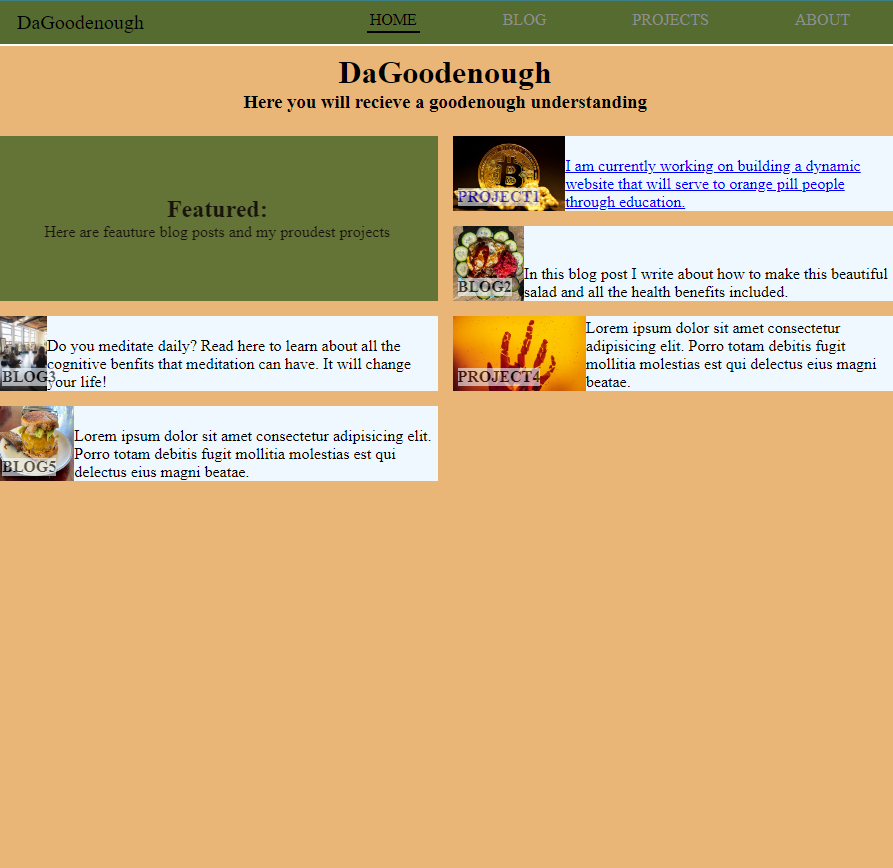 DaGoodenough
HOME
BLOG
PROJECTS
ABOUT
DaGoodenough
Here you will recieve a goodenough understanding
Featured:
Here are feauture blog posts and my proudest projects
PROJECT1
I am currently working on building a dynamic
website that will serve to orange pill people
through education.
BLOG2
In this blog post I write about how to make this beautiful
salad and all the health benefits included.
BLOG3
Do you meditate daily? Read here to learn about all the
cognitive benfits that meditation can have. It will change
your life!
PROJECT4
Lorem ipsum dolor sit amet consectetur
adipisicing elit. Porro totam debitis fugit
mollitia molestias est qui delectus eius magni
beatae.
BLOG5
Lorem ipsum dolor sit amet consectetur adipisicing elit.
Porro totam debitis fugit mollitia molestias est qui
delectus eius magni beatae.